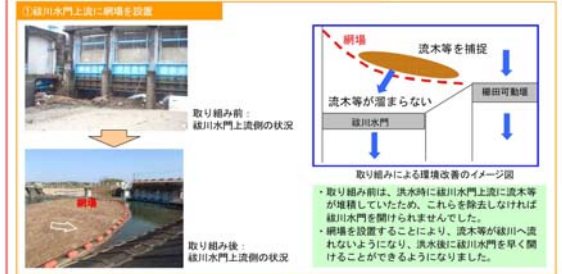 ①祓川水門上流に網場を設置
取り組み前：
祓川水門上流側の状況
網場
取り組み後：
祓川水門上流側の状況
網場
流木等を捕捉
流木等が溜まらない
櫛田可動堰
祓川水門
取り組みによる環境改善のイメージ図
・取り組み前は、洪水時に祓川水門上流に流木等
が堆積していたため、これらを除去しなければ
祓川水門を開けられませんでした。
・網場を設置することにより、流木等が祓川へ流
れないようになり、洪水後に祓川水門を早く開
けることができるようになりました。